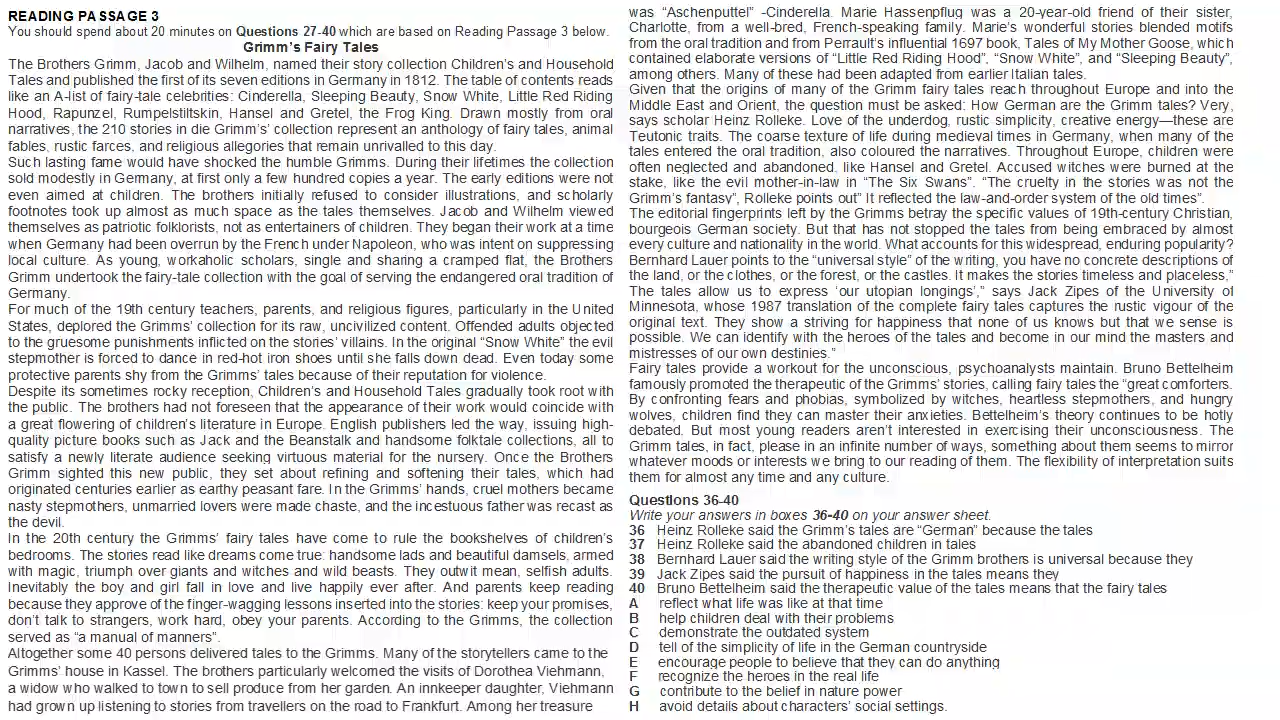 READING PASSAGE 3
You should spend about 20 minutes on Questions 27-40 which are based on Reading Passage 3 below.
Grimm's Fairy Tales
The Brothers Grimm, Jacob and Wilhelm, named their story collection Children's and Household
Tales and published the first of its seven editions in Germany in 1812. The table of contents reads
like an A-list of fairy-tale celebrities: Cinderella, Sleeping Beauty, Snow White, Little Red Riding
Hood, Rapunzel, Rumpelstiltskin, Hansel and Gretel, the Frog King. Drawn mostly from oral
narratives, the 210 stories in die Grimm's' collection represent an anthology of fairy tales, animal
fables, rustic farces, and religious allegories that remain unrivalled to this day.
Such lasting fame would have shocked the humble Grimms. During their lifetimes the collection
sold modestly in Germany, at first only a few hundred copies a year. The early editions were not
even aimed at children. The brothers initially refused to consider illustrations, and scholarly
footnotes took up almost as much space as the tales themselves. Jacob and Wilhelm viewed
themselves as patriotic folklorists, not as entertainers of children. They began their work at a time
when Germany had been overrun by the French under Napoleon, who was intent on suppressing
local culture. As young, workaholic scholars, single and sharing a cramped flat, the Brothers
Grimm undertook the fairy-tale collection with the goal of serving the endangered oral tradition of
Germany.
For much of the 19th century teachers, parents, and religious figures, particularly in the United
States, deplored the Grimms' collection for its raw, uncivilized content. Offended adults objected
to the gruesome punishments inflicted on the stories' villains. In the original “Snow White” the evil
stepmother is forced to dance in red-hot iron shoes until she falls down dead. Even today some
protective parents shy from the Grimms' tales because of their reputation for violence.
Despite its sometimes rocky reception, Children's and Household Tales gradually took root with
the public. The brothers had not foreseen that the appearance of their work would coincide with
a great flowering of children's literature in Europe. English publishers led the way, issuing high-
quality picture books such as Jack and the Beanstalk and handsome folktale collections, all to
satisfy a newly literate audience seeking virtuous material for the nursery. Once the Brothers
Grimm sighted this new public, they set about refining and softening their tales, which had
originated centuries earlier as earthy peasant fare. In the Grimms' hands, cruel mothers became
nasty stepmothers, unmarried lovers were made chaste, and the incestuous father was recast as
the devil.
In the 20th century the Grimms' fairy tales have come to rule the bookshelves of children's
bedrooms. The stories read like dreams come true: handsome lads and beautiful damsels, armed
with magic, triumph over giants and witches and wild beasts. They outwit mean, selfish adults.
Inevitably the boy and girl fall in love and live happily ever after. And parents keep reading
because they approve of the finger-wagging lessons inserted into the stories: keep your promises,
don't talk to strangers, work hard, obey your parents. According to the Grimms, the collection
served as “a manual of manners”.
Altogether some 40 persons delivered tales to the Grimms. Many of the storytellers came to the
Grimms' house in Kassel. The brothers particularly welcomed the visits of Dorothea Viehmann,
a widow who walked to town to sell produce from her garden. An innkeeper daughter, Viehmann
had grown up listening to stories from travellers on the road to Frankfurt. Among her treasure
was “Aschenputtel” -Cinderella. Marie Hassenpflug was a 20-year-old friend of their sister,
Charlotte, from a well-bred, French-speaking family. Marie's wonderful stories blended motifs
from the oral tradition and from Perrault's influential 1697 book, Tales of My Mother Goose, which
contained elaborate versions of “Little Red Riding Hood”, “Snow White”, and “Sleeping Beauty”,
among others. Many of these had been adapted from earlier Italian tales.
Given that the origins of many of the Grimm fairy tales reach throughout Europe and into the
Middle East and Orient, the question must be asked: How German are the Grimm tales? Very,
says scholar Heinz Rolleke. Love of the underdog, rustic simplicity, creative energy—these are
Teutonic traits. The coarse texture of life during medieval times in Germany, when many of the
tales entered the oral tradition, also coloured the narratives. Throughout Europe, children were
often neglected and abandoned, like Hansel and Gretel. Accused witches were burned at the
stake, like the evil mother-in-law in “The Six Swans”. “The cruelty in the stories was not the
Grimm's fantasy”, Rolleke points out” It reflected the law-and-order system of the old times”.
The editorial fingerprints left by the Grimms betray the specific values of 19th-century Christian,
bourgeois German society. But that has not stopped the tales from being embraced by almost
every culture and nationality in the world. What accounts for this widespread, enduring popularity?
Bernhard Lauer points to the “universal style” of the writing, you have no concrete descriptions of
the land, or the clothes, or the forest, or the castles. It makes the stories timeless and placeless,”
The tales allow us to express ‘our utopian longings’,” says Jack Zipes of the University of
Minnesota, whose 1987 translation of the complete fairy tales captures the rustic vigour of the
original text. They show a striving for happiness that none of us knows but that we sense is
possible. We can identify with the heroes of the tales and become in our mind the masters and
mistresses of our own destinies.”
Fairy tales provide a workout for the unconscious, psychoanalysts maintain. Bruno Bettelheim
famously promoted the therapeutic of the Grimms' stories, calling fairy tales the “great comforters.
By confronting fears and phobias, symbolized by witches, heartless stepmothers, and hungry
wolves, children find they can master their anxieties. Bettelheim's theory continues to be hotly
debated. But most young readers aren't interested in exercising their unconsciousness. The
Grimm tales, in fact, please in an infinite number of ways, something about them seems to mirror
whatever moods or interests we bring to our reading of them. The flexibility of interpretation suits
them for almost any time and any culture.
Questions 36-40
Write your answers in boxes 36-40 on your answer sheet.
36 Heinz Rolleke said the Grimm's tales are “German” because the tales
37 Heinz Rolleke said the abandoned children in tales
38 Bernhard Lauer said the writing style of the Grimm brothers is universal because they
39 Jack Zipes said the pursuit of happiness in the tales means they
40 Bruno Bettelheim said the therapeutic value of the tales means that the fairy tales
A reflect what life was like at that time
B help children deal with their problems
C demonstrate the outdated system
D tell of the simplicity of life in the German countryside
E encourage people to believe that they can do anything
F recognize the heroes in the real life
G contribute to the belief in nature power
H avoid details about characters' social settings.